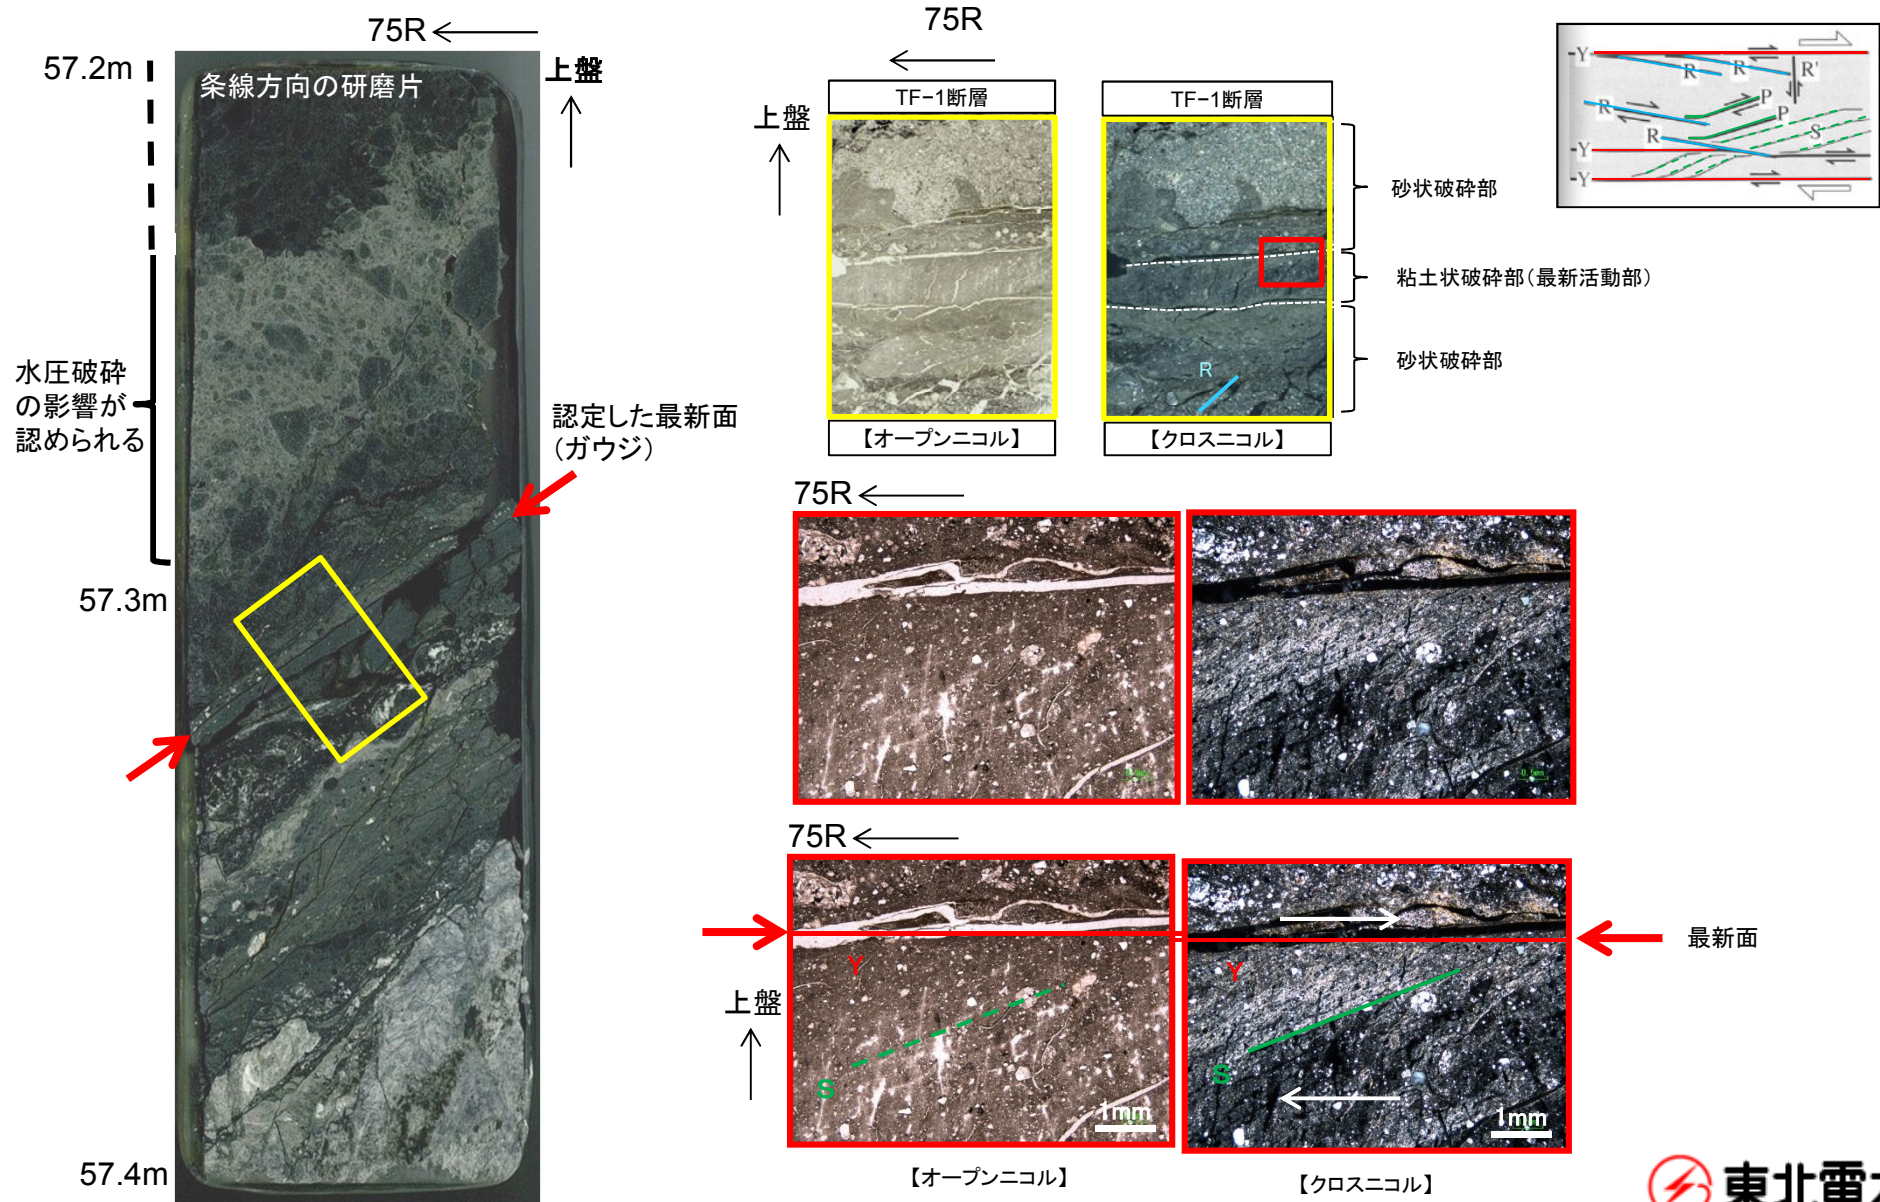 75R
57.2m
条線方向の研磨片
上盤
水圧破砕
の影響が
認められる
認定した最新面
(ガウジ)
57.3m
57.4m
75R
上盤
TF−1断層
TF−1断層
R
【オープンニコル】
【クロスニコル】
砂状破砕部
粘土状破砕部(最新活動部)
砂状破砕部
Y
R
R
R'
R
P
P
R
S
Y
Y
75R
0.5mm
75R
上盤
Y
S
1mm
Y
S
1mm
最新面
【オープンニコル】
【クロスニコル】
東北電